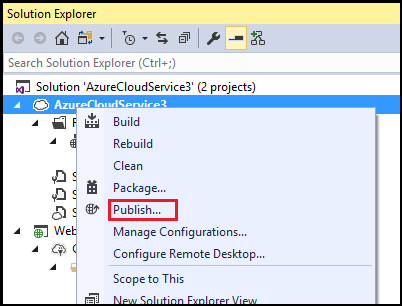 Solution Explorer
Search Solution Explorer (Ctrl+;)
Solution 'AzureCloudService3' (2 projects)
AzureCloudService3
Build
Rebuild
Clean
Package...
Publish...
Manage Configurations...
Configure Remote Desktop...
Web
Scope to This
New Solution Explorer View